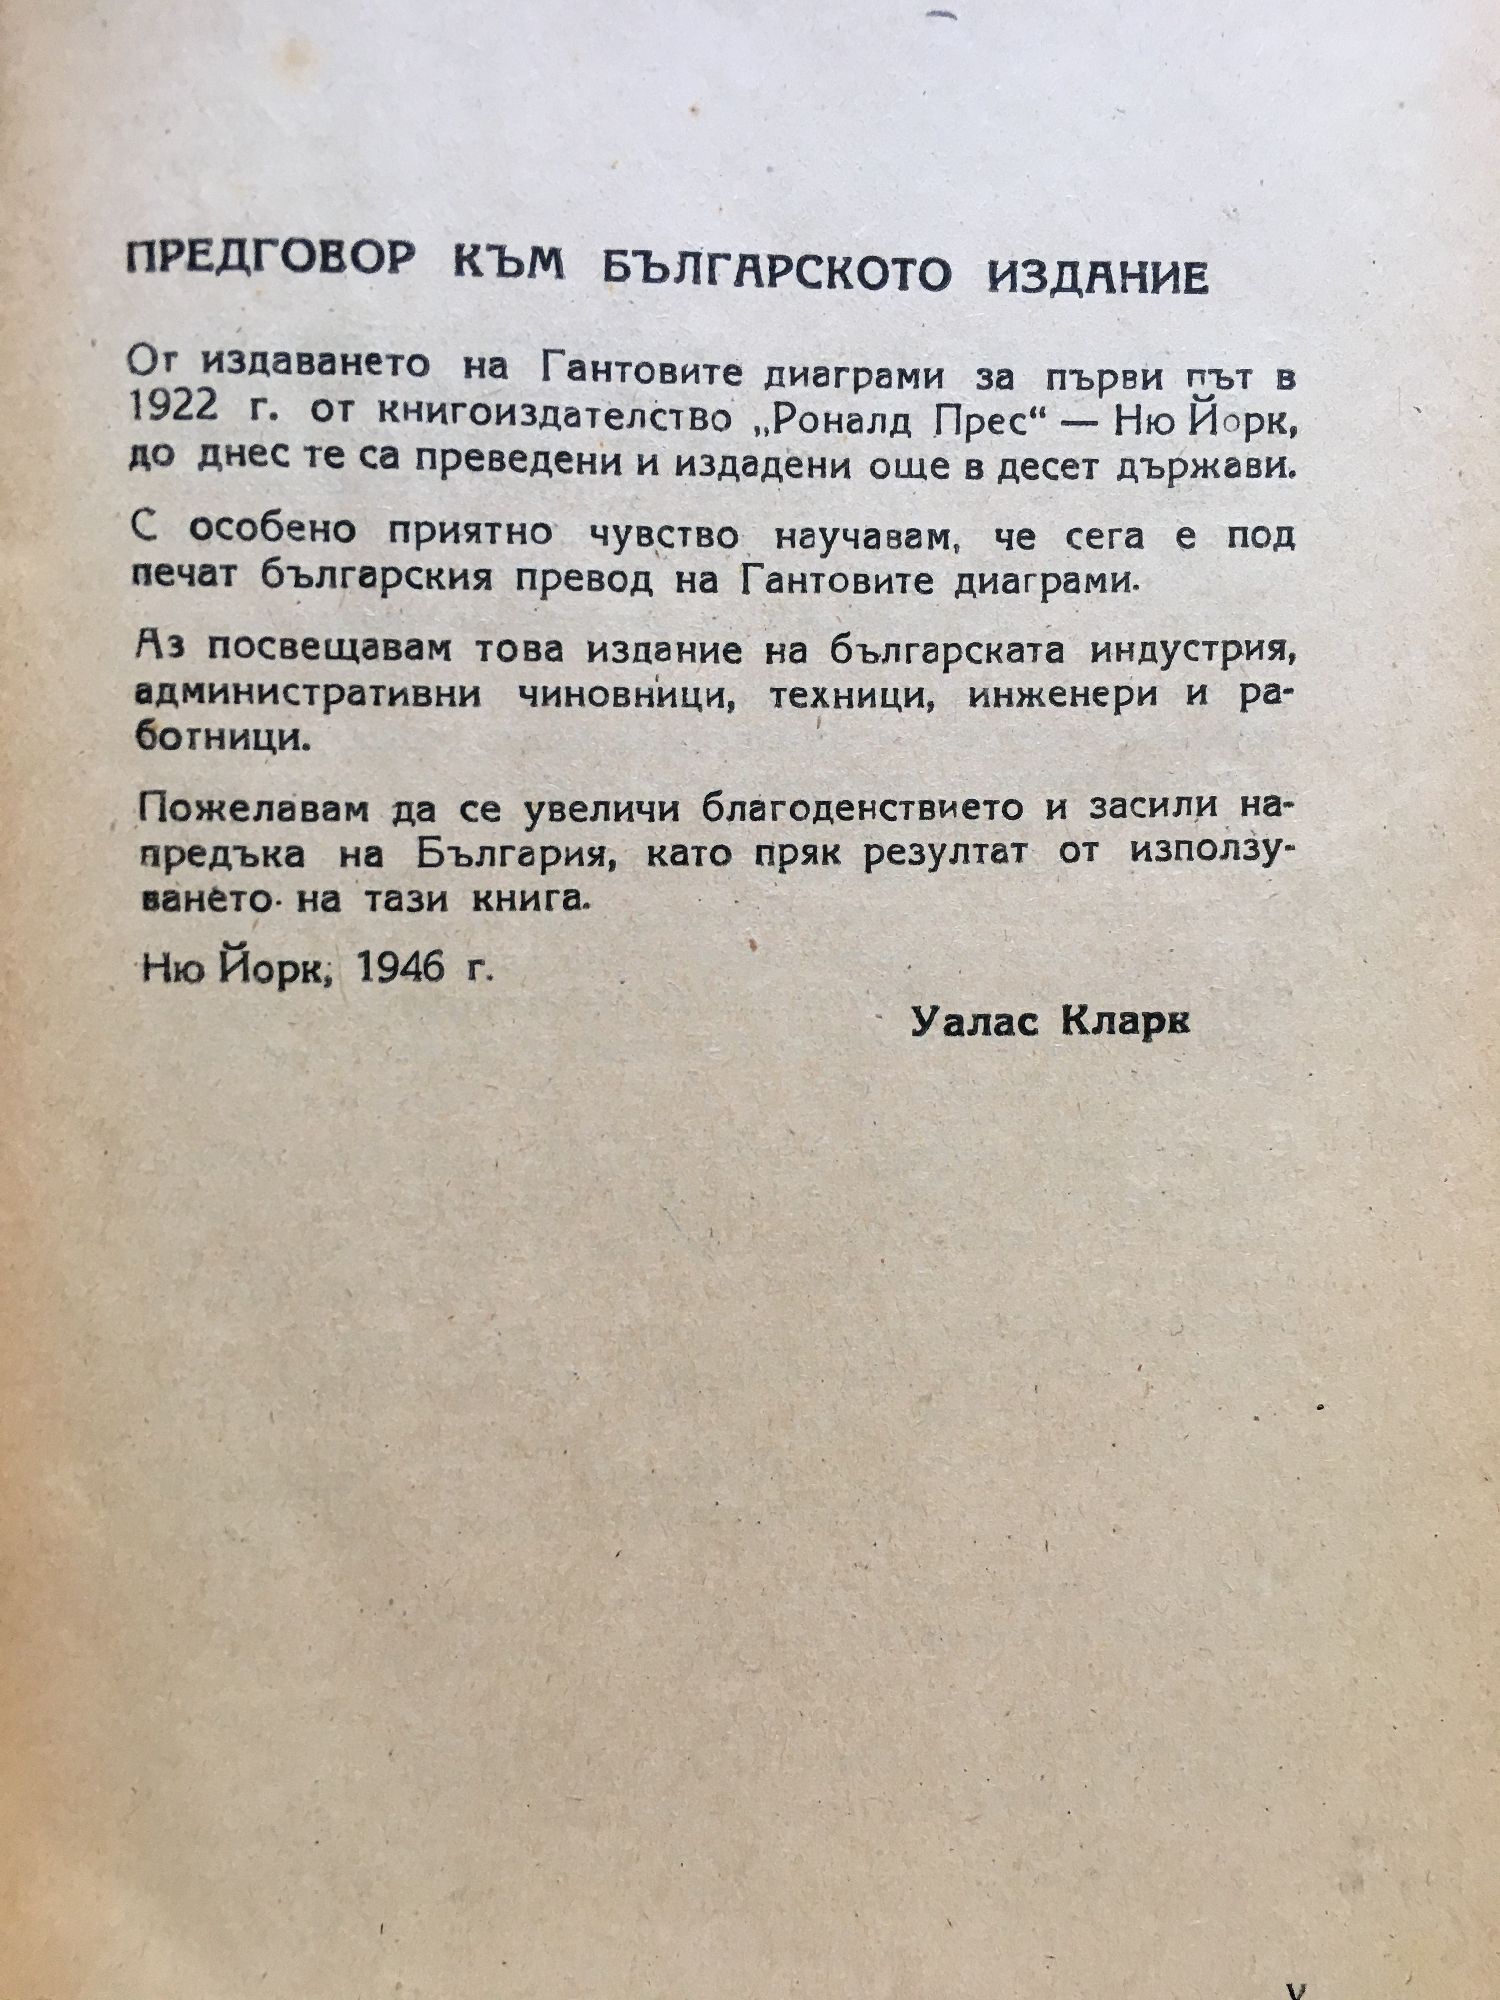 ПРЕДГОВОР КЪМ БЪЛГАРСКОТО ИЗДАНИЕ
От издаването на Гантовите диаграми за първи път в
1922 г. от книгоиздателство „Роналд Прес“ — Ню Йорк,
до днес те са преведени и издадени още в десет държави.
С особено приятно чувство научавам, че сега е под
печат българския превод на Гантовите диаграми.
Аз посвещавам това издание на българската индустрия,
административни чиновници, техници, инженери и ра-
ботници.
Пожелавам да се увеличи благоденствието и засили на-
предъка на България, като пряк резултат от използу-
ването на тази книга.
Ню Йорк, 1946 г.
Уалас Кларк
V